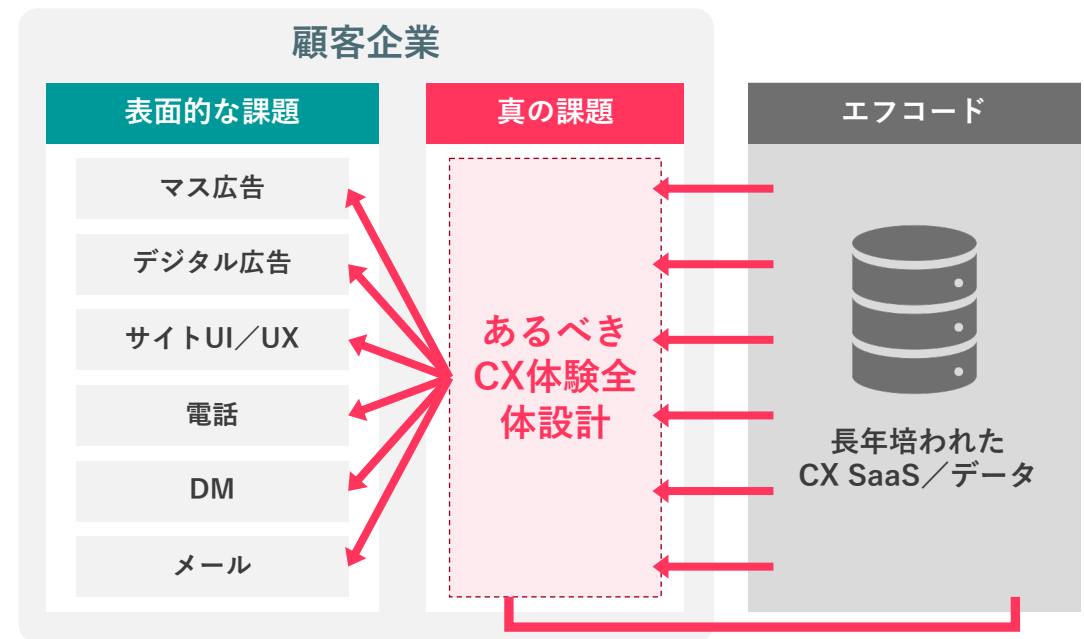 顧客企業
表面的な課題
マス広告
デジタル広告
サイトUI／UX
電話
DM
メール
真の課題
あるべき
CX体験全
体設計
エフコード
長年培われた
CX SaaS／データ